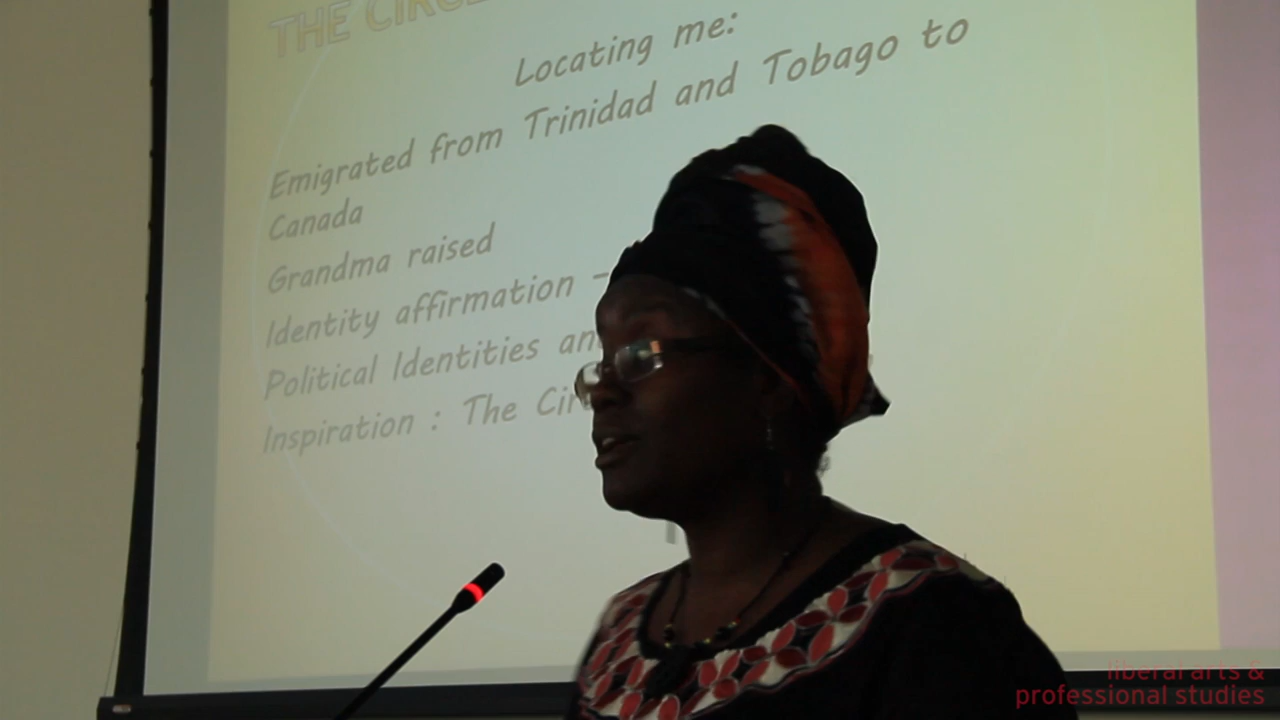 THE CIRCLE
Locating me:
Emigrated from Trinidad and Tobago to
Canada
Grandma raised
Identity affirmation –
Political Identities an
Inspiration : The Cir
liberal arts &
professional studies